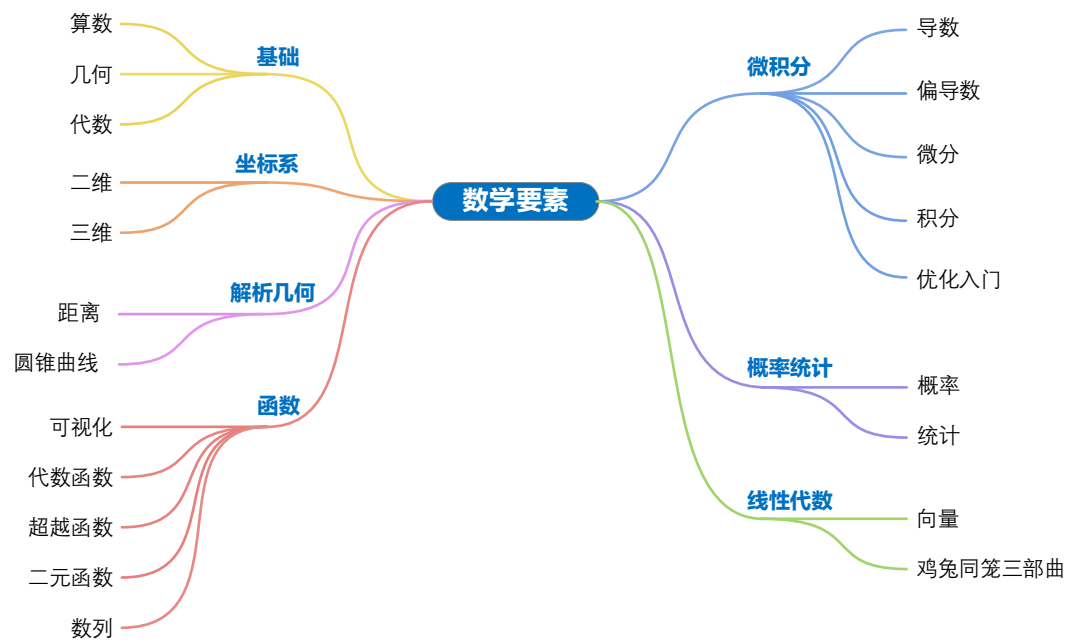 数学要素
基础
算数
几何
代数
坐标系
二维
三维
解析几何
距离
圆锥曲线
函数
可视化
代数函数
超越函数
二元函数
数列
微积分
导数
偏导数
微分
积分
优化入门
概率统计
概率
统计
线性代数
向量
鸡兔同笼三部曲